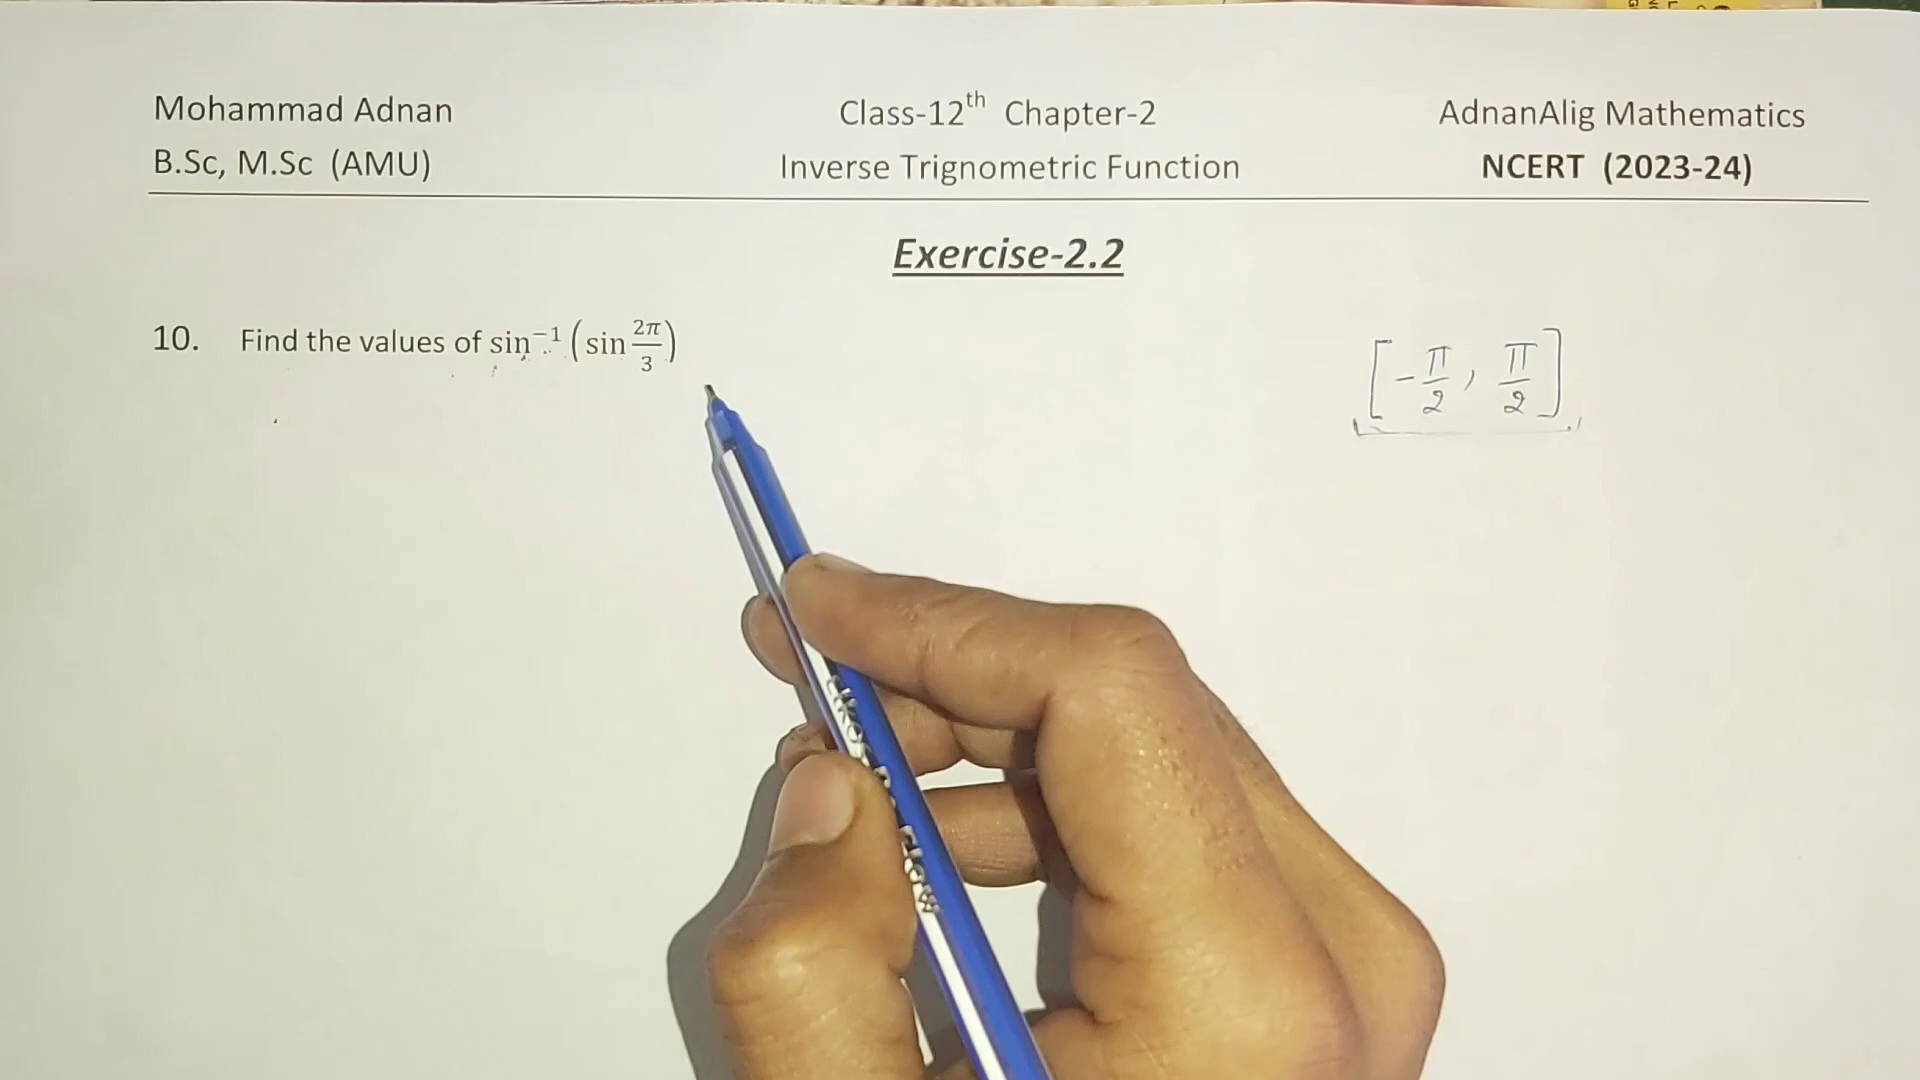 Mohammad Adnan
B.Sc, M.Sc (AMU)
Class-12th Chapter-2
Inverse Trignometric Function
AdnanAlig Mathematics
NCERT (2023-24)
Exercise-2.2
10. Find the values of sin⁻¹ (sin 2π/3)
[-π/2, π/2]